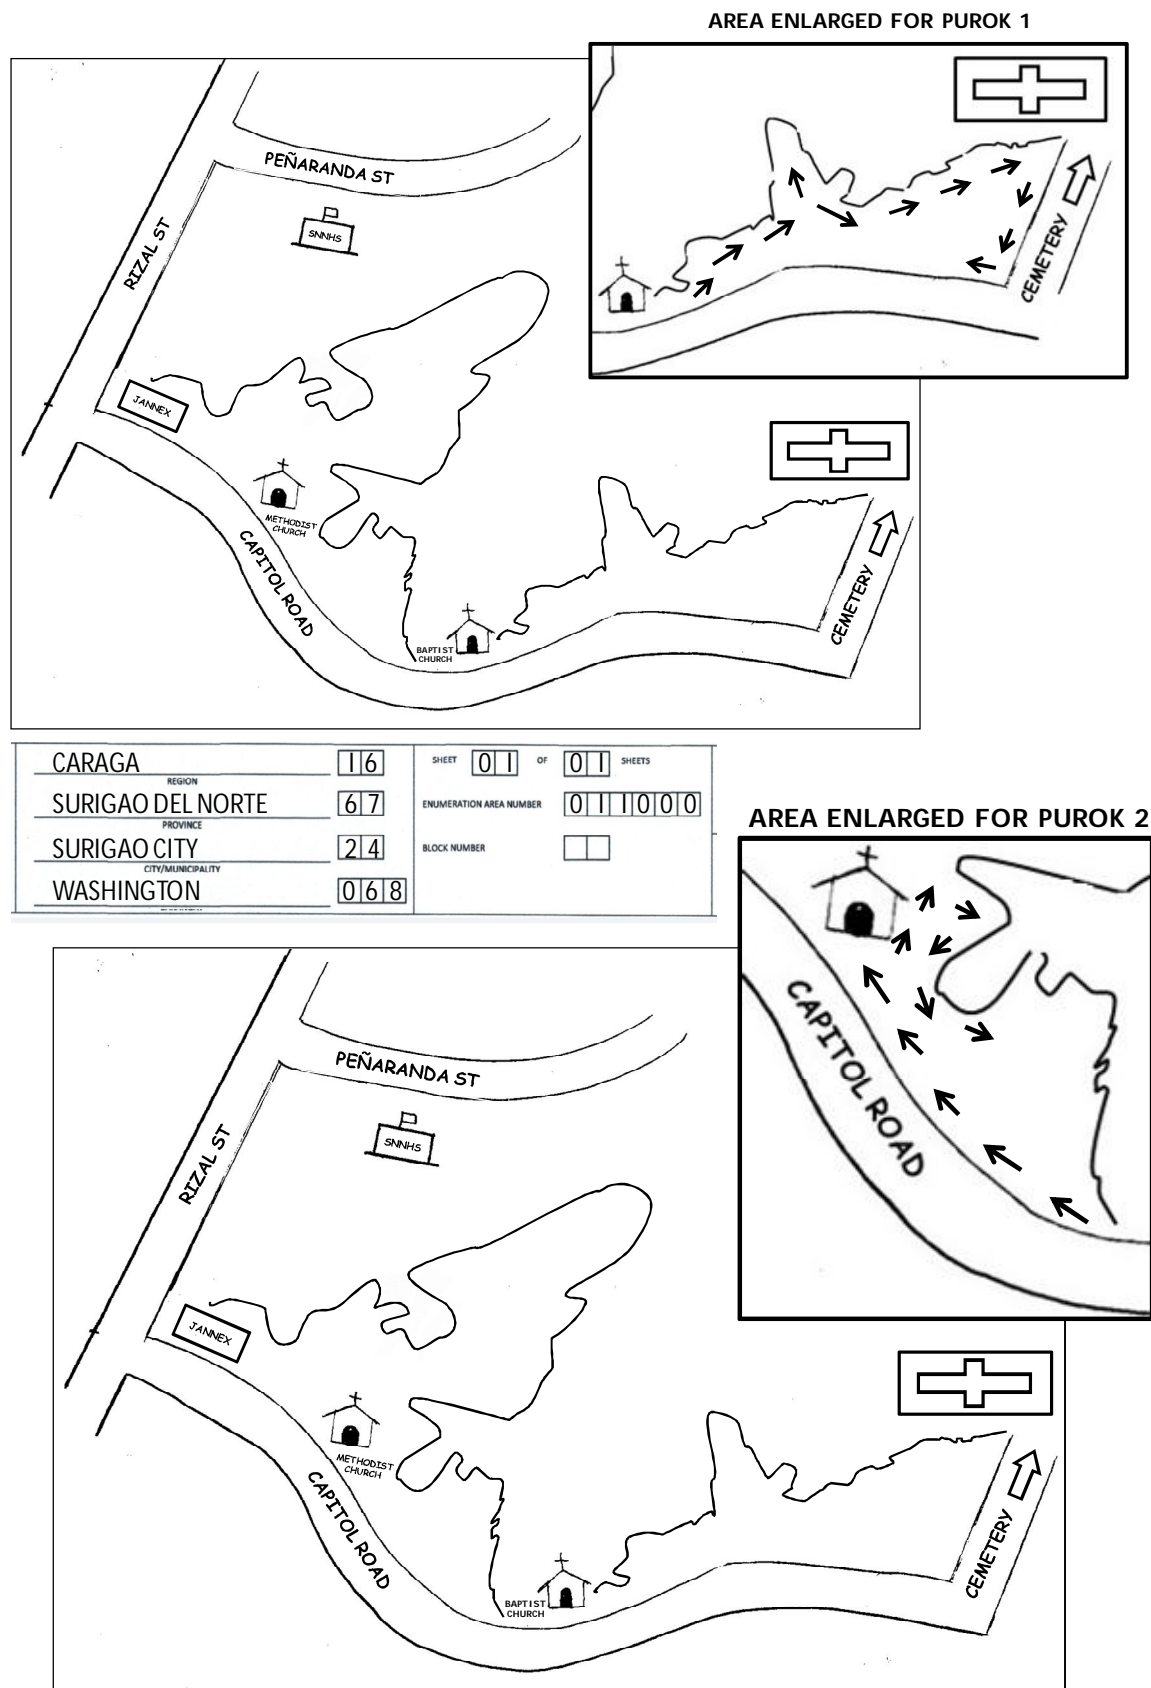 AREA ENLARGED FOR PUROK 1
PEÑARANDA ST
SNNHS
RIZAL ST
CEMETERY
JANNEX
METHODIST
CHURCH
CAPITOL ROAD
CEMETERY
BAPTIST
CHURCH
CARAGA 16 SHEET 01 OF 01 SHEETS
REGION
SURIGAO DEL NORTE 67 ENUMERATION AREA NUMBER 011000
PROVINCE
SURIGAO CITY 24 BLOCK NUMBER
CITY/MUNICIPALITY
WASHINGTON 068
AREA ENLARGED FOR PUROK 2
CAPITOL ROAD
PEÑARANDA ST
SNNHS
RIZAL ST
JANNEX
METHODIST
CHURCH
CAPITOL ROAD
CEMETERY
BAPTIST
CHURCH